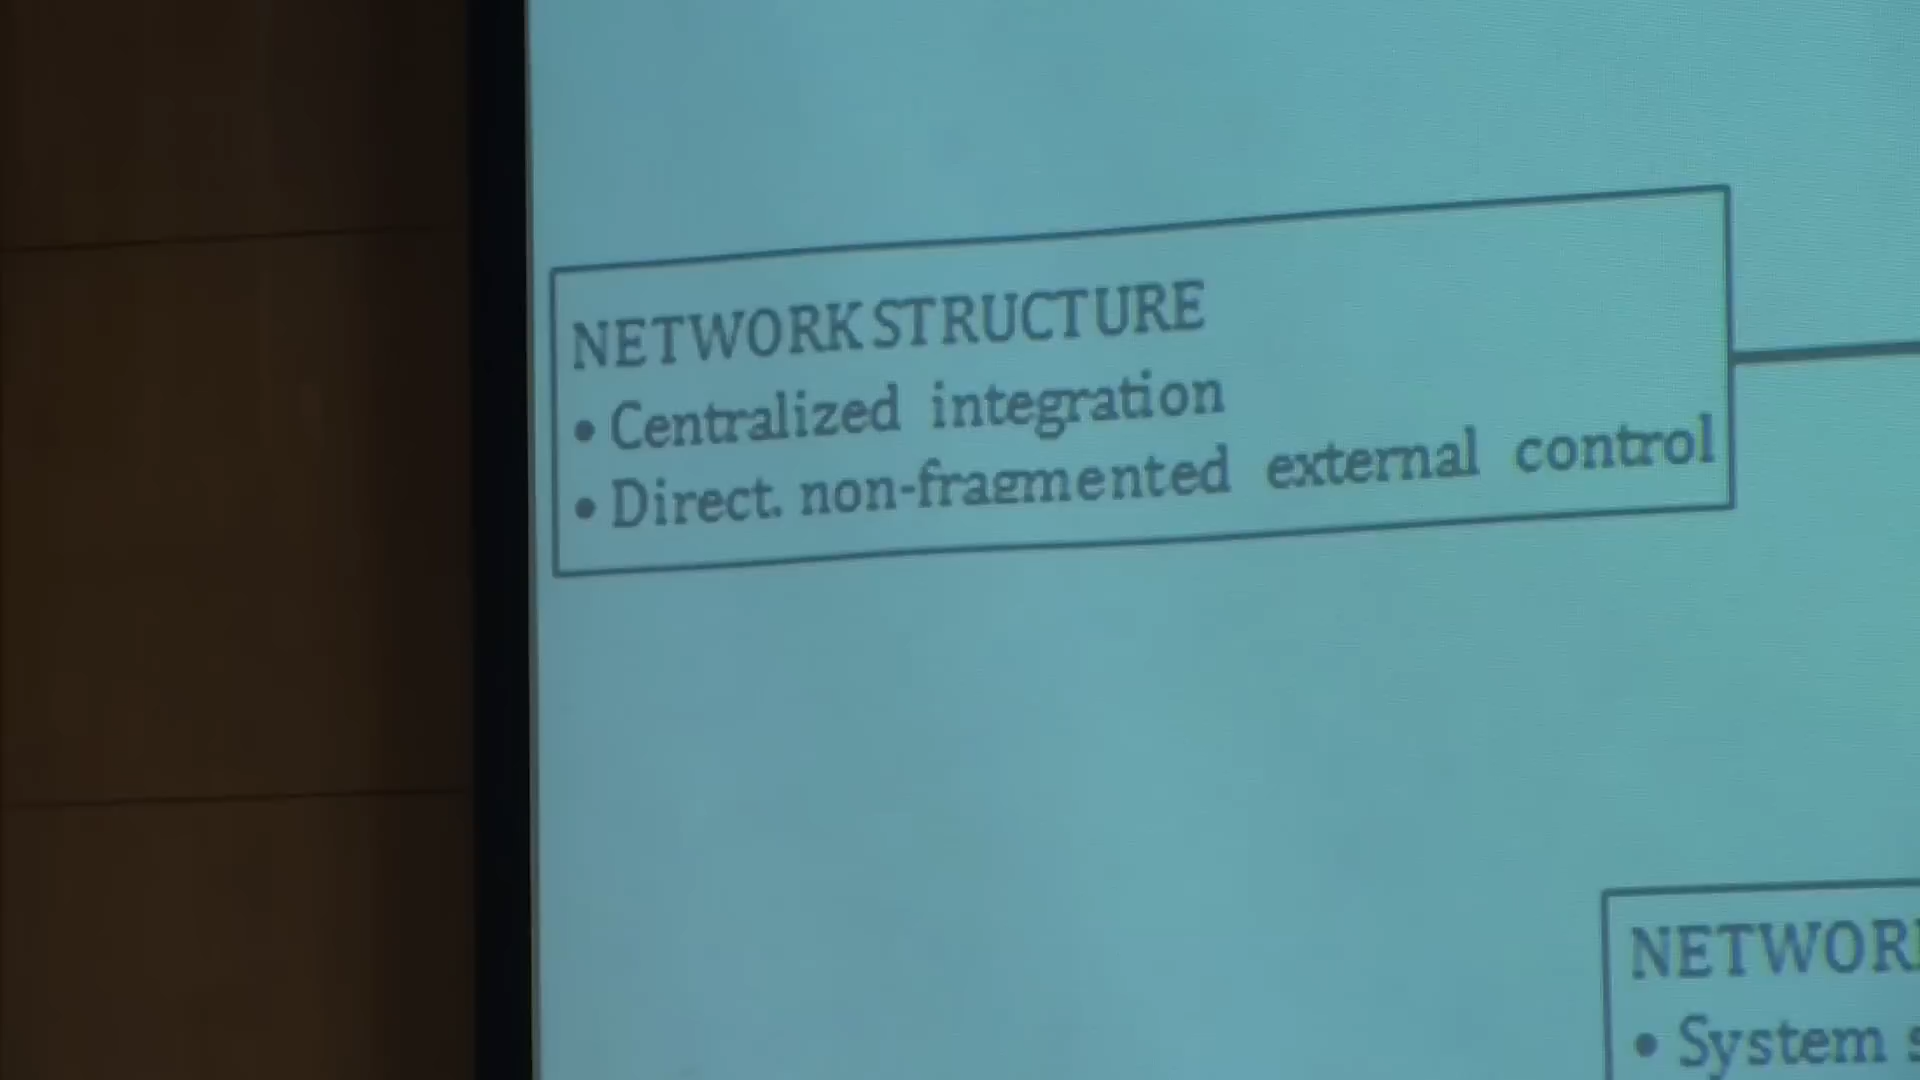 NETWORK STRUCTURE
• Centralized integration
• Direct, non-fragmented external control
NETWOR
• System s